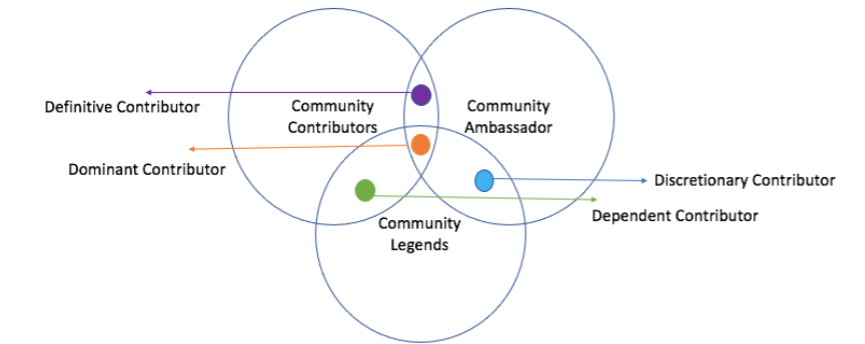 Definitive Contributor
Community
Contributors
Community
Ambassador
Dominant Contributor
Discretionary Contributor
Dependent Contributor
Community
Legends